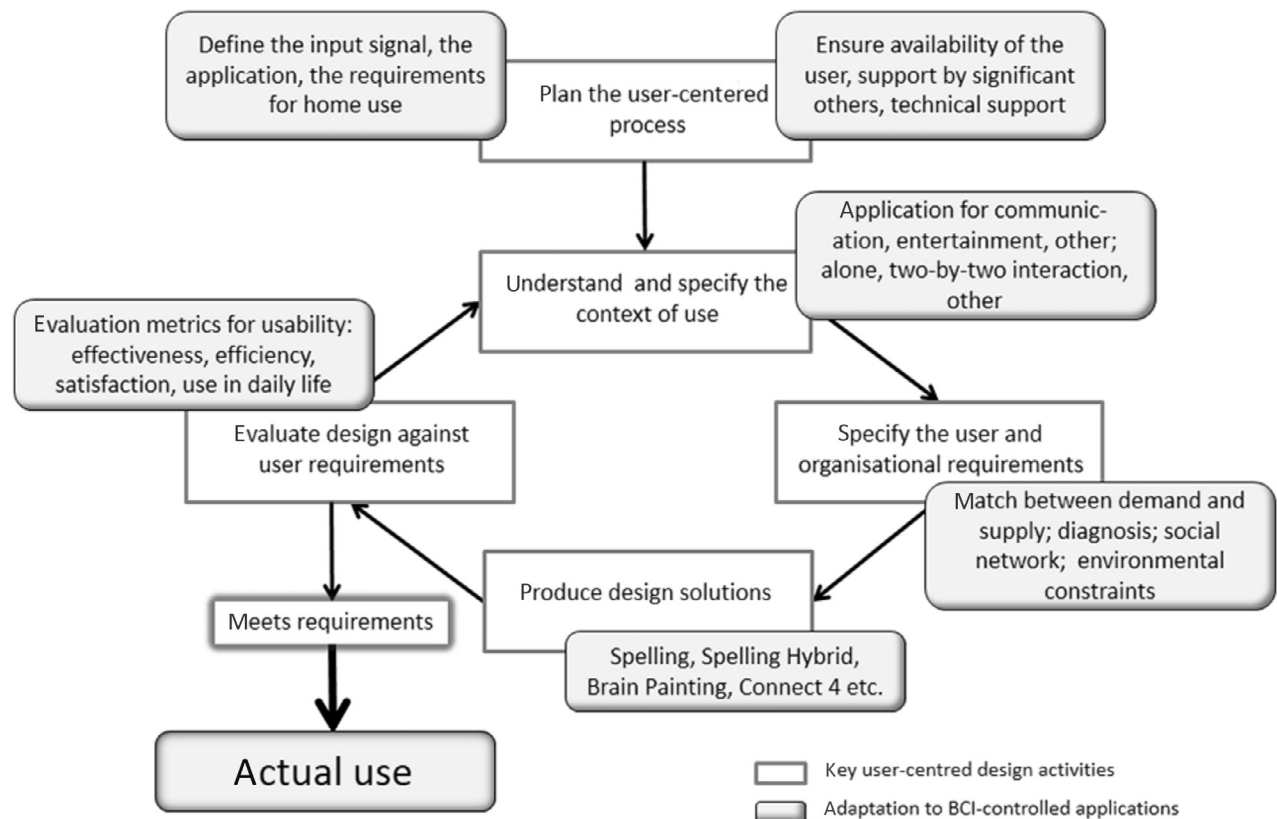 Define the input signal, the
application, the requirements
for home use
Plan the user-centered
process
Ensure availability of the
user, support by significant
others, technical support
Understand and specify the
context of use
Application for communic-
ation, entertainment, other;
alone, two-by-two interaction,
other
Evaluation metrics for usability:
effectiveness, efficiency,
satisfaction, use in daily life
Evaluate design against
user requirements
Specify the user and
organisational requirements
Match between demand and
supply; diagnosis; social
network; environmental
constraints
Produce design solutions
Spelling, Spelling Hybrid,
Brain Painting, Connect 4 etc.
Meets requirements
Actual use
Key user-centred design activities
Adaptation to BCI-controlled applications